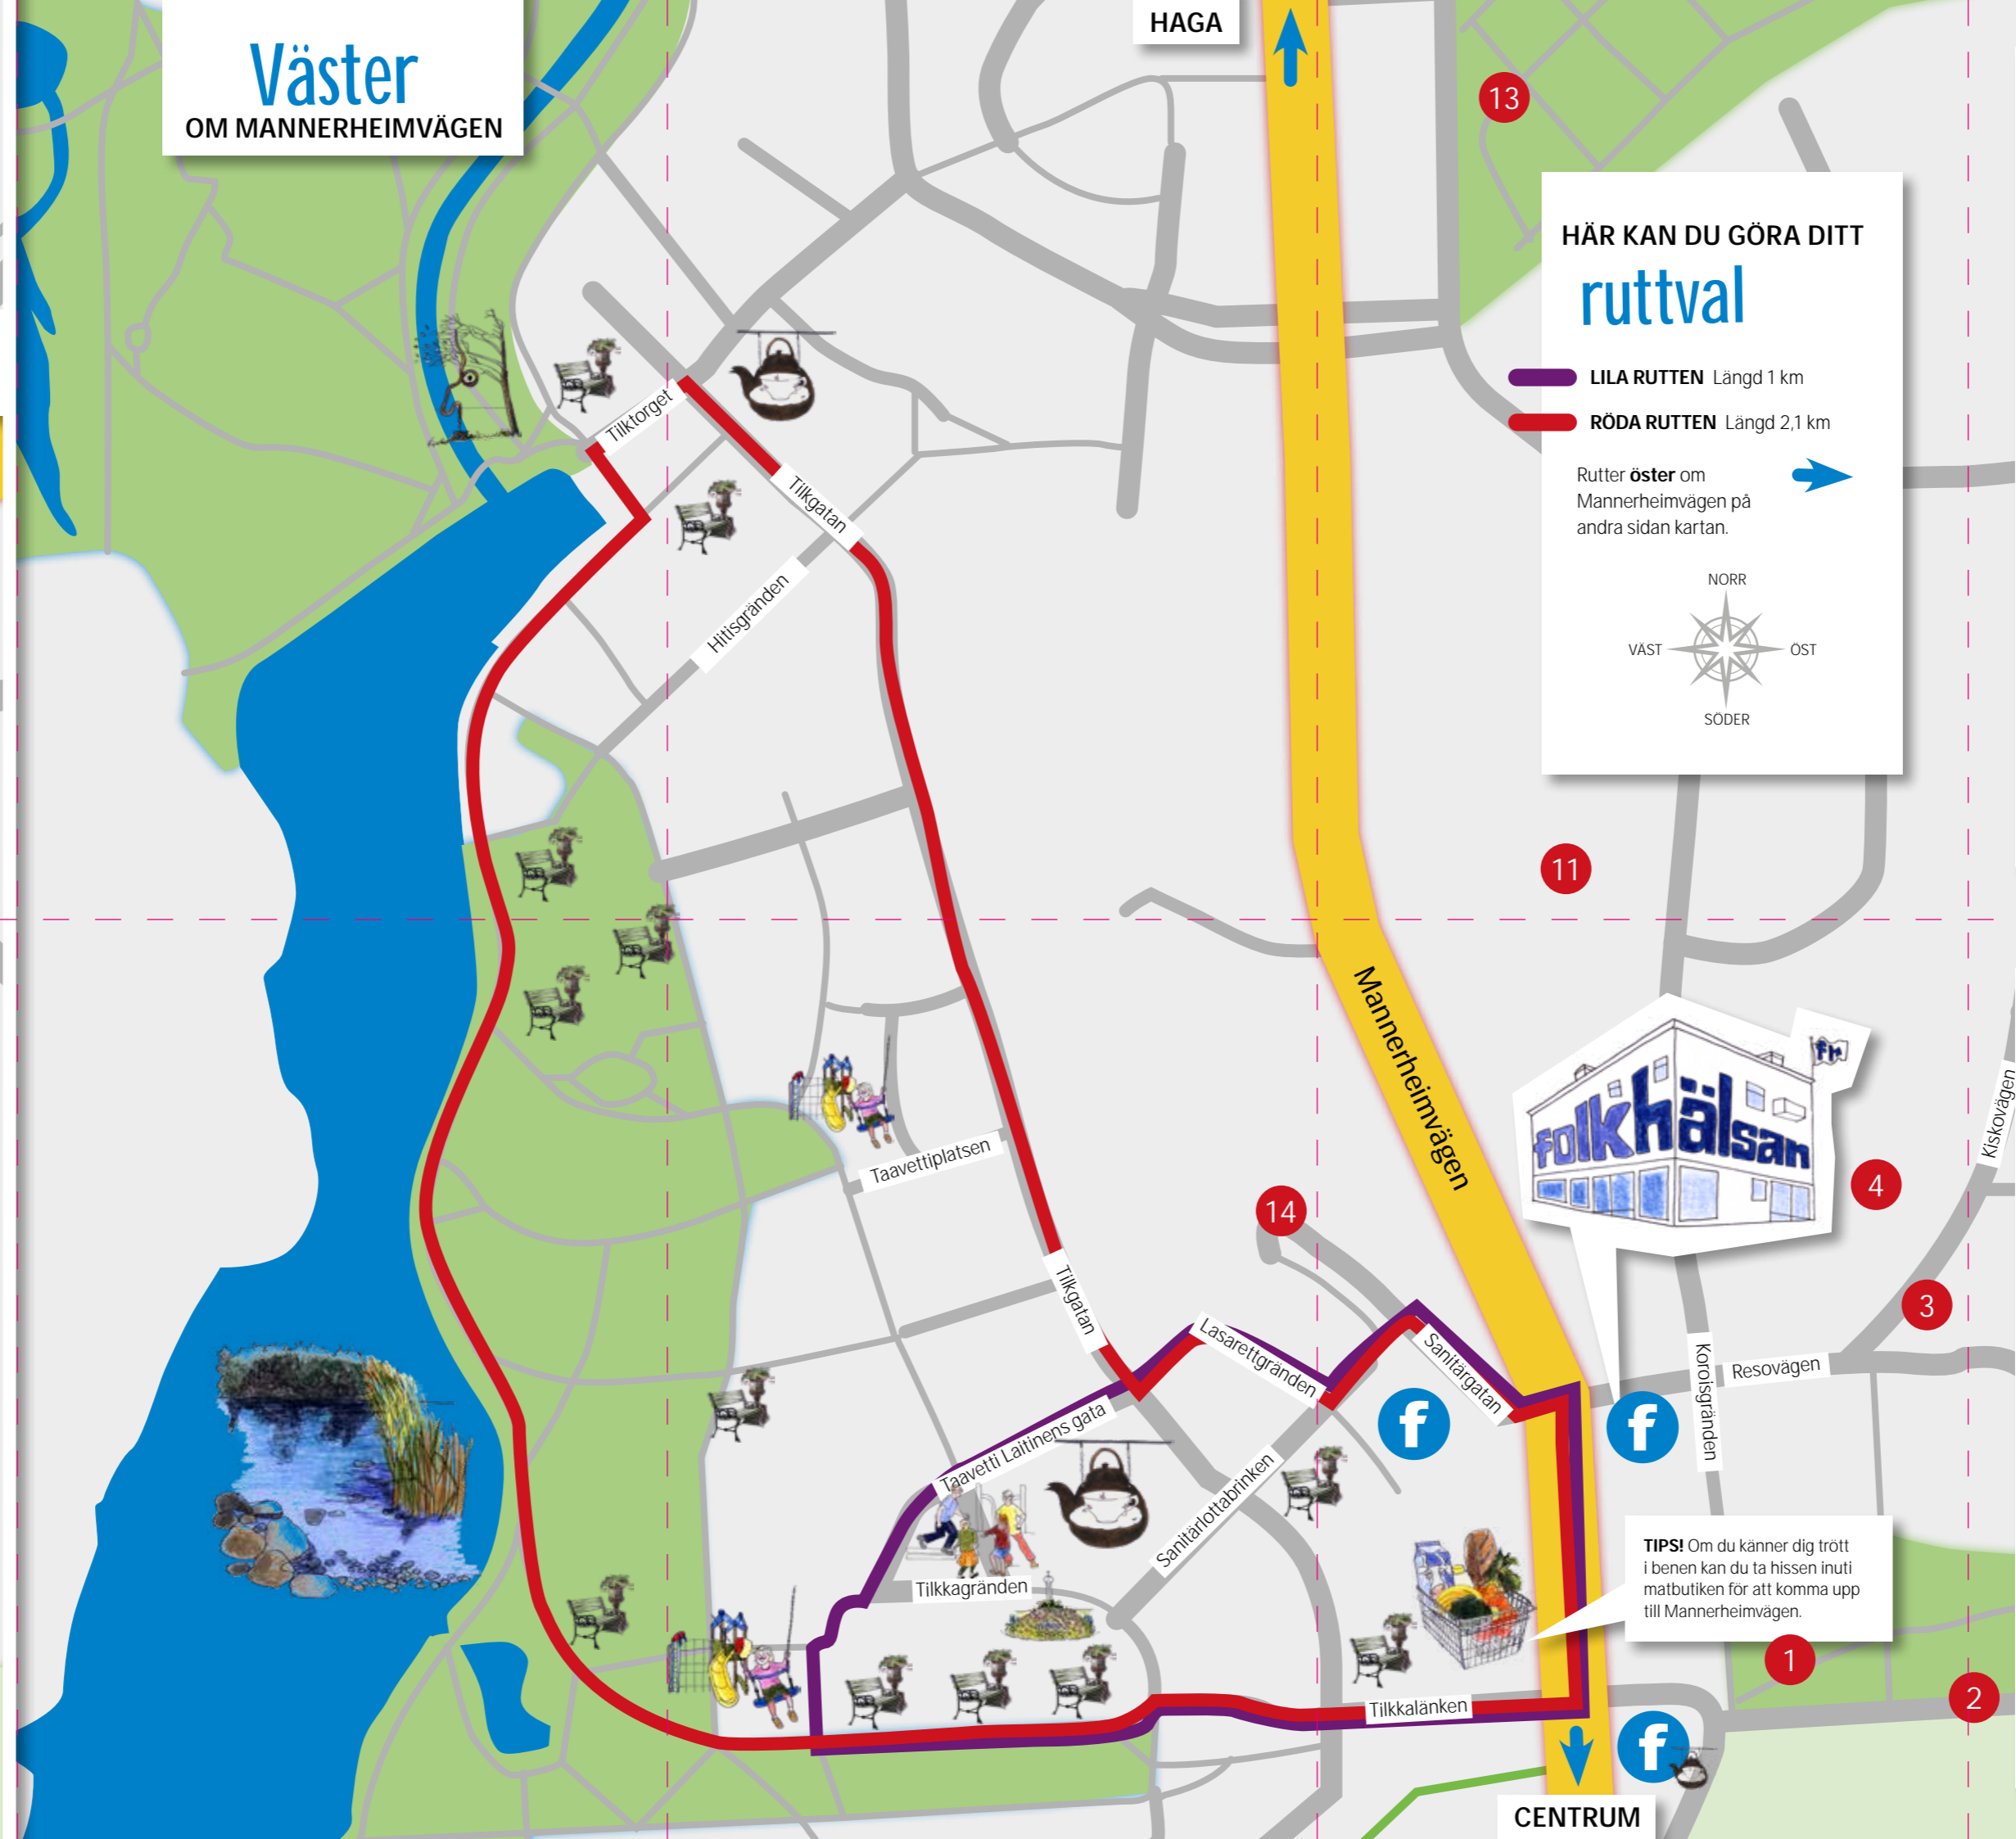 Väster
OM MANNERHEIMVÄGEN
HAGA
13
HÄR KAN DU GÖRA DITT
ruttval
LILA RUTTEN Längd 1 km
RÖDA RUTTEN Längd 2,1 km
Rutter öster om
Mannerheimvägen på
andra sidan kartan.
NORR
VÄST
ÖST
SÖDER
Tilktorget
Tilkgatan
Hitisgränden
11
Mannerheimvägen
fh
folkhälsan
Kiskovägen
4
Taavettiplatsen
14
3
Tilkgatan
Lasarettgränden
Sanitärgatan
Koroisgränden
Resovägen
f
f
Taavetti Laitinens gata
Sanitärlottabrinken
Tilkkagränden
TIPS! Om du känner dig trött
i benen kan du ta hissen inuti
matbutiken för att komma upp
till Mannerheimvägen.
1
2
Tilkkalänken
f
CENTRUM